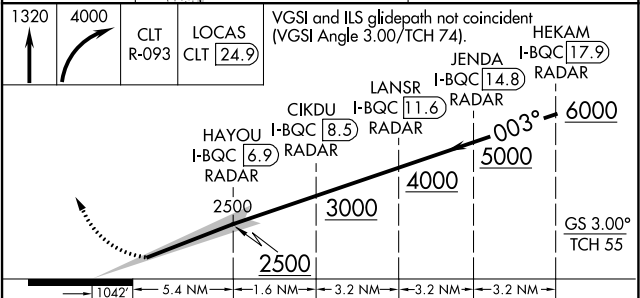 1320
4000
CLT
R-093
LOCAS
CLT 24.9
VGSI and ILS glidepath not coincident
(VGSI Angle 3.00/TCH 74).
HEKAM
I-BQC 17.9
RADAR
JENDA
I-BQC 14.8
RADAR
LANSR
I-BQC 11.6
RADAR
CIKDU
I-BQC 8.5
RADAR
HAYOU
I-BQC 6.9
RADAR
003°
6000
5000
4000
3000
2500
2500
GS 3.00°
TCH 55
1042'
5.4 NM
1.6 NM
3.2 NM
3.2 NM
3.2 NM